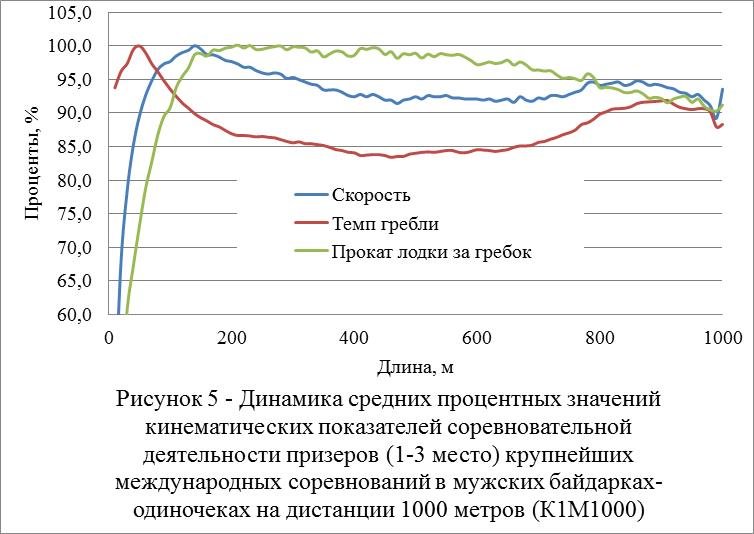 105,0
100,0
95,0
90,0
85,0
80,0
75,0
70,0
65,0
60,0
Проценты, %
Скорость
Темп гребли
Прокат лодки за гребок
0 200 400 600 800 1000
Длина, м
Рисунок 5 - Динамика средних процентных значений
кинематических показателей соревновательной
деятельности призеров (1-3 место) крупнейших
международных соревнований в мужских байдарках-
одиночеках на дистанции 1000 метров (К1М1000)